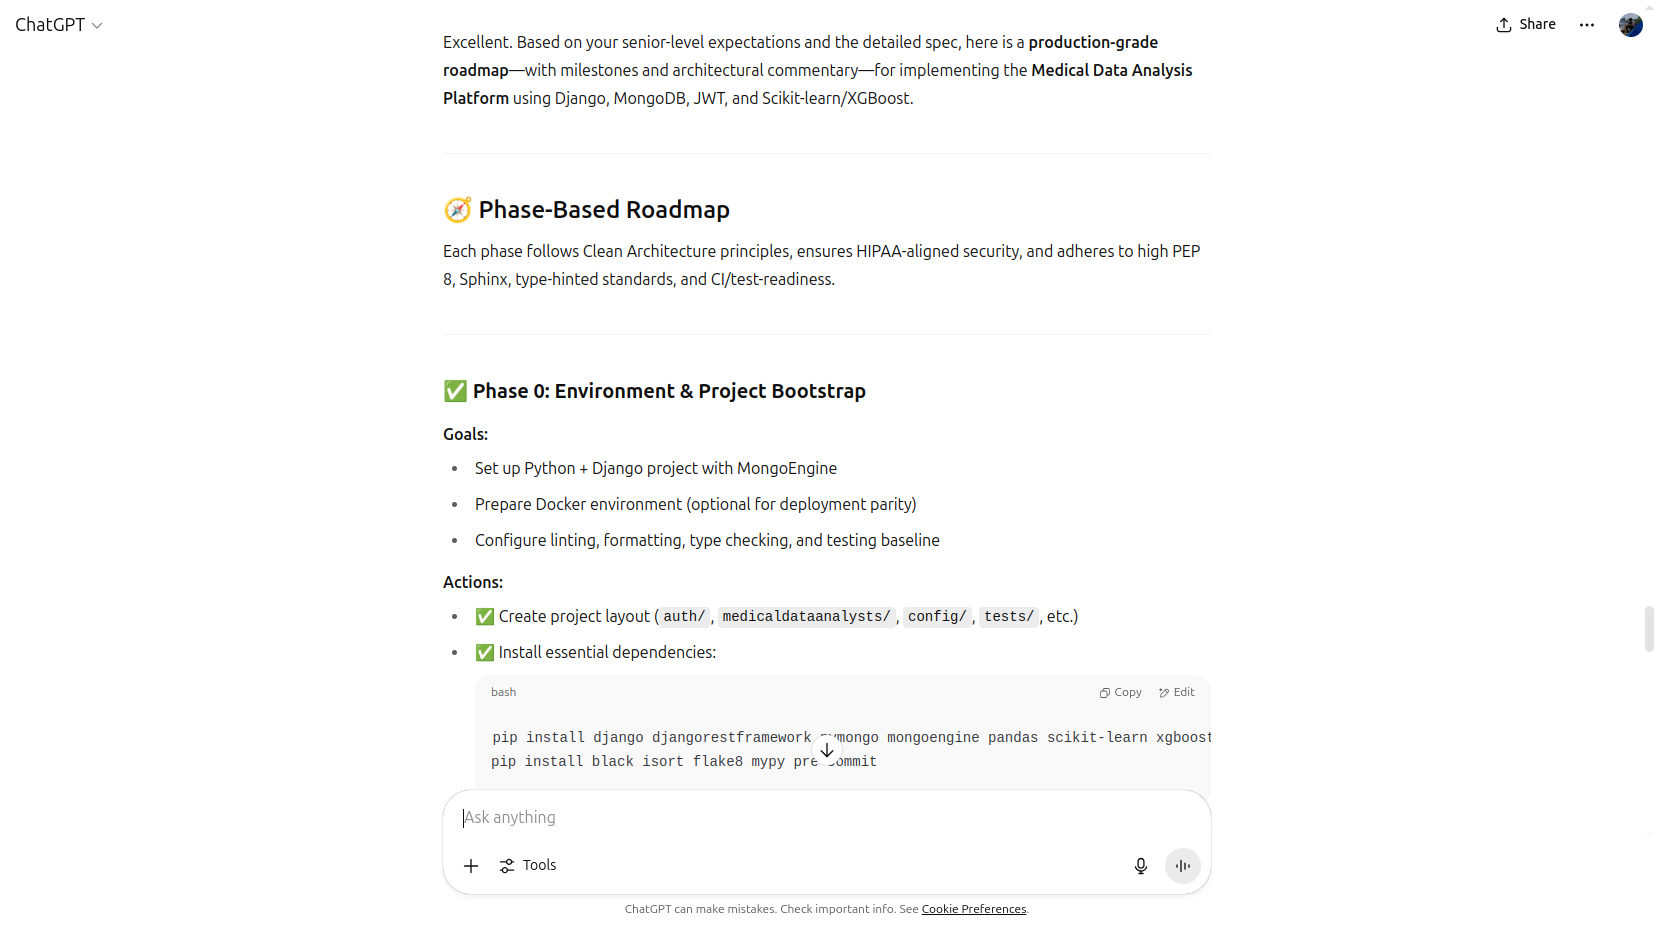 ChatGPT
Share
Excellent. Based on your senior-level expectations and the detailed spec, here is a production-grade
roadmap—with milestones and architectural commentary—for implementing the Medical Data Analysis
Platform using Django, MongoDB, JWT, and Scikit-learn/XGBoost.
🧭 Phase-Based Roadmap
Each phase follows Clean Architecture principles, ensures HIPAA-aligned security, and adheres to high PEP
8, Sphinx, type-hinted standards, and CI/test-readiness.
✅ Phase 0: Environment & Project Bootstrap
Goals:
• Set up Python + Django project with MongoEngine
• Prepare Docker environment (optional for deployment parity)
• Configure linting, formatting, type checking, and testing baseline
Actions:
• ✅ Create project layout (auth/, medicaldataanalysts/, config/, tests/, etc.)
• ✅ Install essential dependencies:
bash
Copy
Edit
pip install django djangorestframework pymongo mongoengine pandas scikit-learn xgboost
pip install black isort flake8 mypy pre-commit
Ask anything
Tools
ChatGPT can make mistakes. Check important info. See Cookie Preferences.